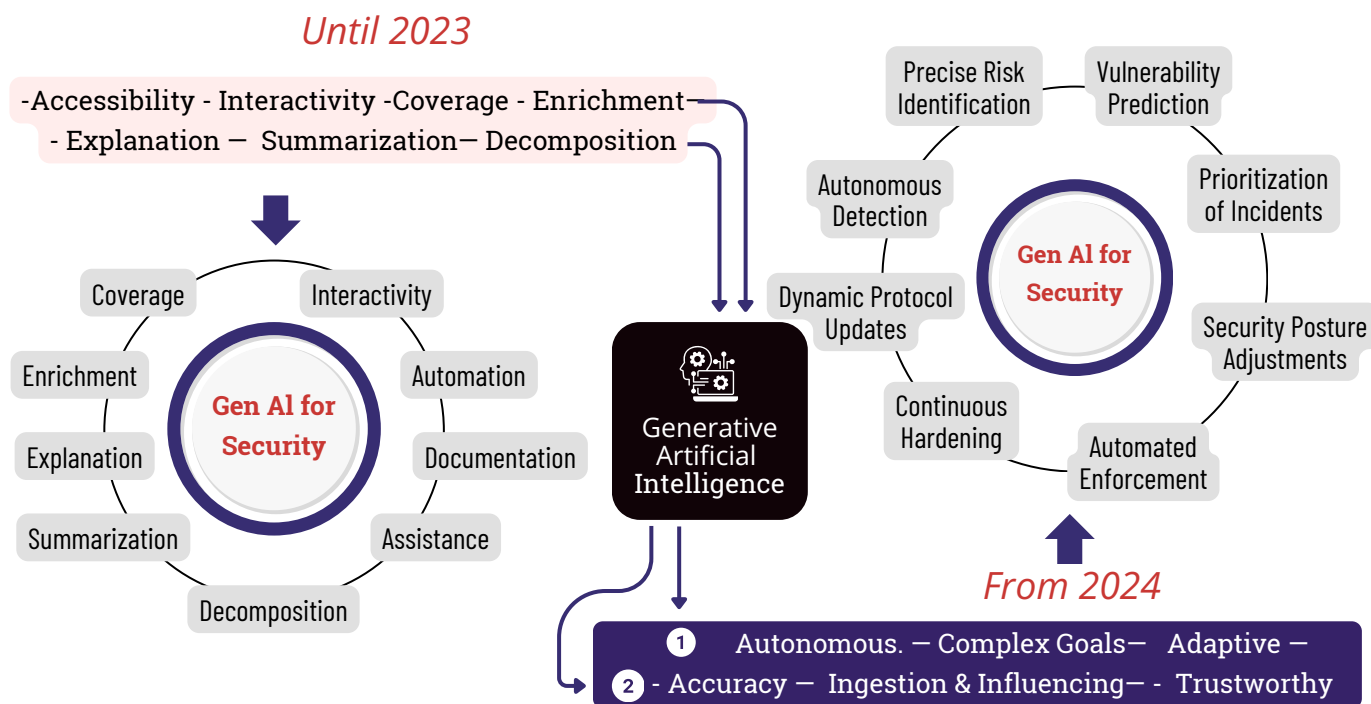 Until 2023
-Accessibility - Interactivity -Coverage - Enrichment—
- Explanation — Summarization— Decomposition
Coverage
Interactivity
Enrichment
Automation
Gen Al for
Security
Explanation
Documentation
Summarization
Assistance
Decomposition
Generative
Artificial
Intelligence
Precise Risk
Identification
Vulnerability
Prediction
Autonomous
Detection
Prioritization
of Incidents
Gen Al for
Security
Dynamic Protocol
Updates
Security Posture
Adjustments
Continuous
Hardening
Automated
Enforcement
From 2024
1 Autonomous. — Complex Goals— Adaptive —
2 - Accuracy — Ingestion & Influencing— - Trustworthy